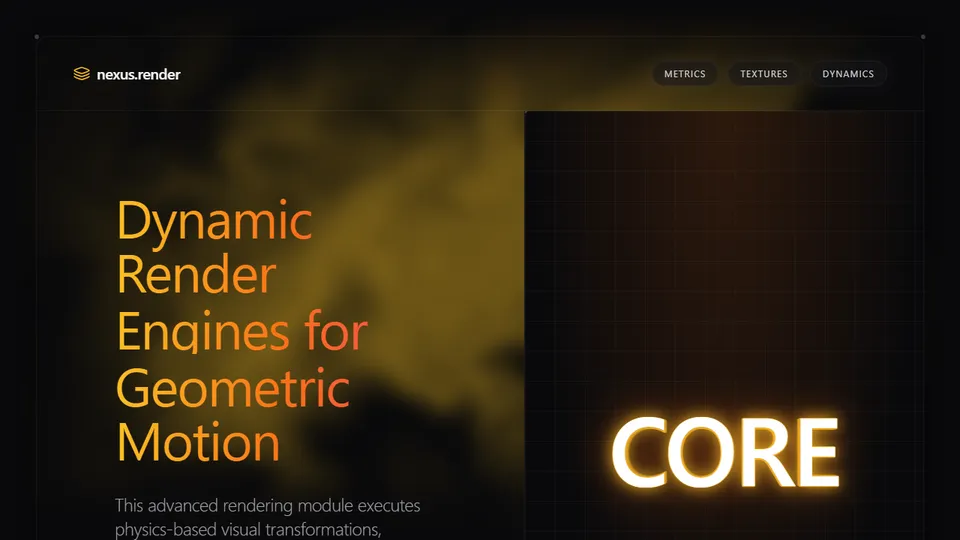 nexus.render
METRICS
TEXTURES
DYNAMICS
Dynamic
Render
Engines for
Geometric
Motion
This advanced rendering module executes
physics-based visual transformations,
CORE